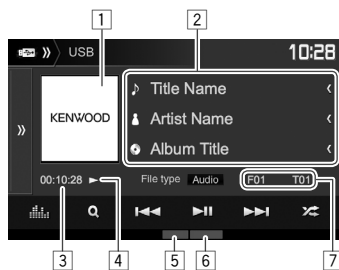 1 2
USB 10:28
KENWOOD
Title Name
Artist Name
Album Title
00:10:28 File type Audio F01 T01
3 4 5 6 7